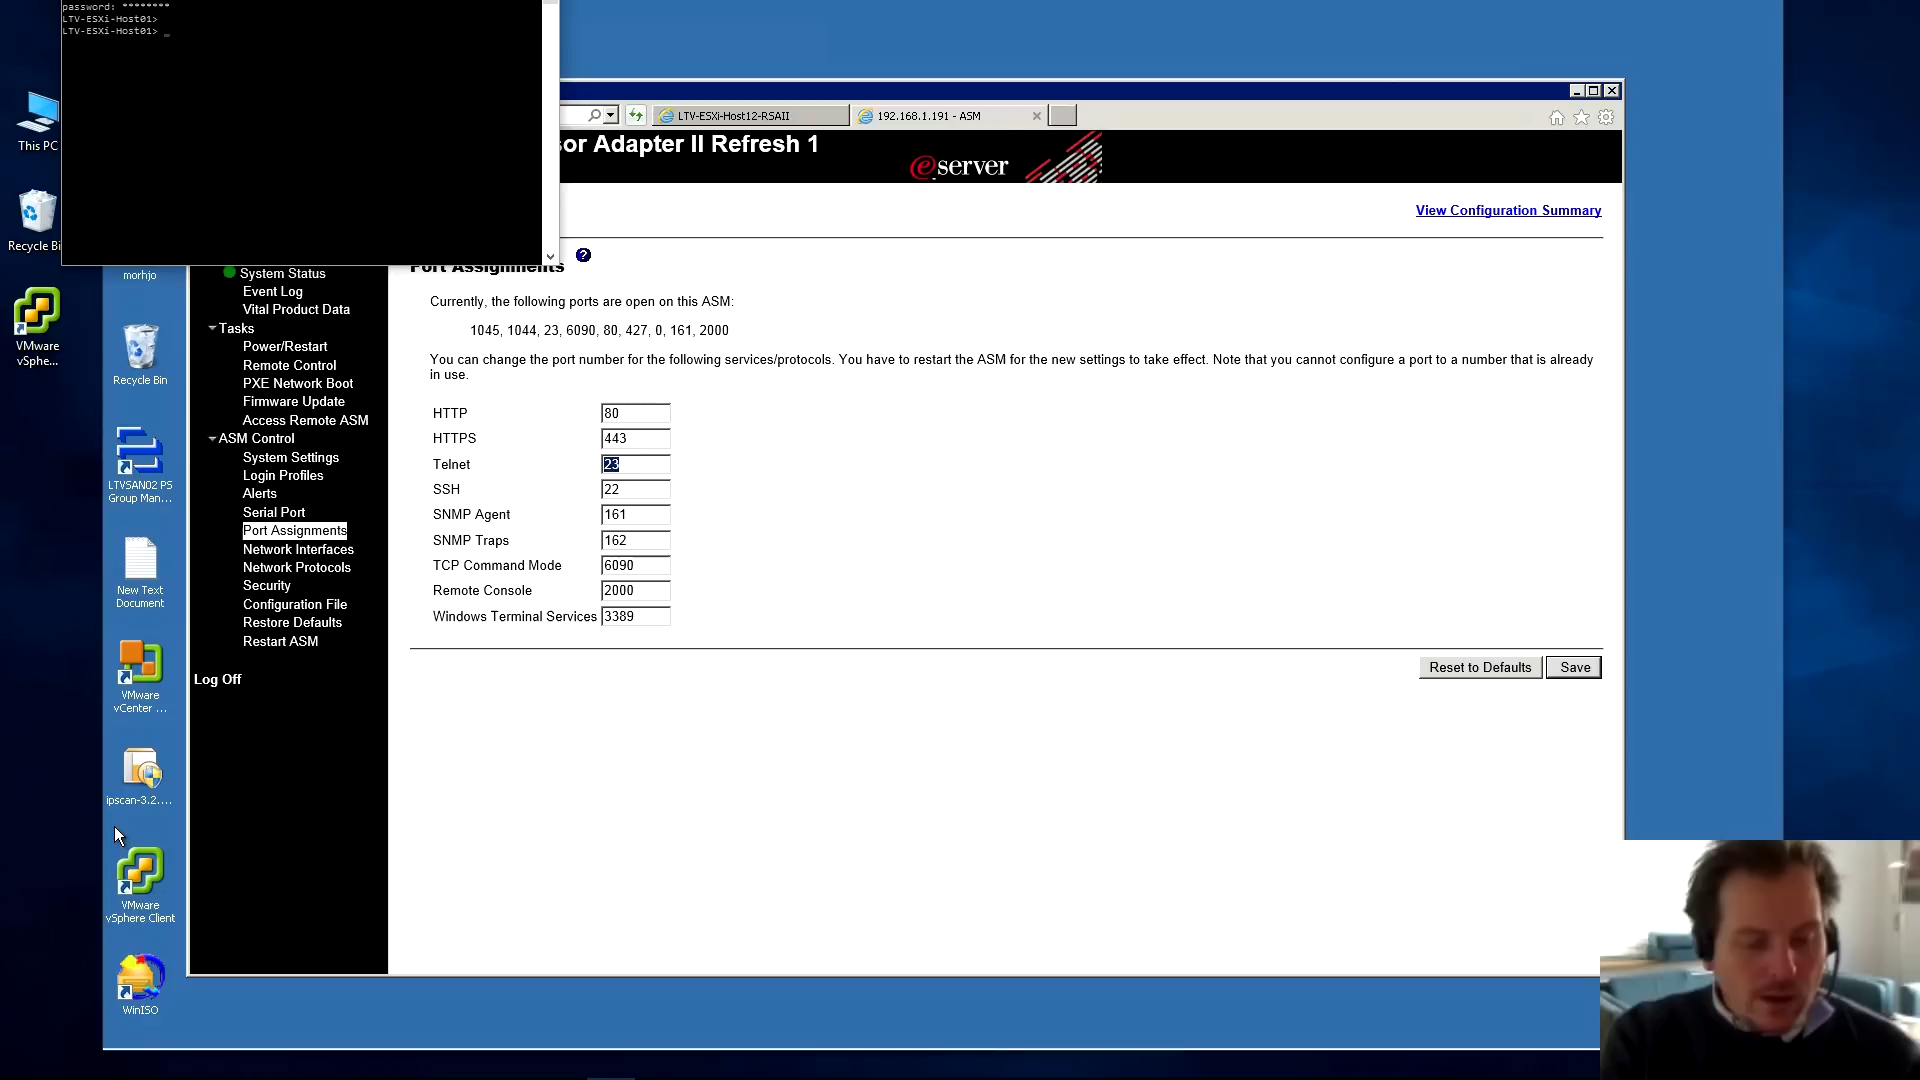 password: ********
LTV-ESXi-Host01>
LTV-ESXi-Host01> _
This PC
Recycle Bi
VMware
vSphe...
morhjo
Recycle Bin
LTVSAN02 PS
Group Man...
New Text
Document
VMware
vCenter ...
ipscan-3.2....
VMware
vSphere Client
WinISO
LTV-ESXi-Host12-RSAII
192.168.1.191 - ASM
sor Adapter II Refresh 1
eserver
View Configuration Summary
System Status
Event Log
Vital Product Data
Tasks
Power/Restart
Remote Control
PXE Network Boot
Firmware Update
Access Remote ASM
ASM Control
System Settings
Login Profiles
Alerts
Serial Port
Port Assignments
Network Interfaces
Network Protocols
Security
Configuration File
Restore Defaults
Restart ASM
Log Off
Port Assignments
Currently, the following ports are open on this ASM:
1045, 1044, 23, 6090, 80, 427, 0, 161, 2000
You can change the port number for the following services/protocols. You have to restart the ASM for the new settings to take effect. Note that you cannot configure a port to a number that is already
in use.
HTTP 80
HTTPS 443
Telnet 23
SSH 22
SNMP Agent 161
SNMP Traps 162
TCP Command Mode 6090
Remote Console 2000
Windows Terminal Services 3389
Reset to Defaults Save